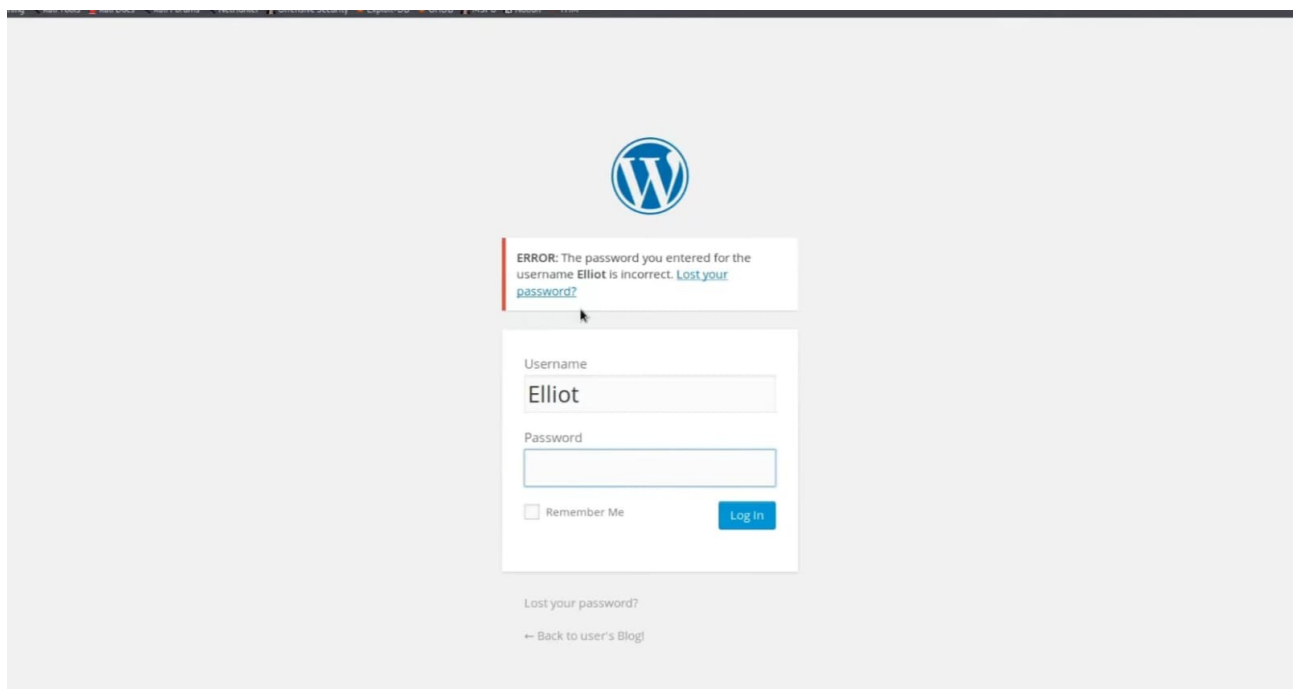 ERROR: The password you entered for the
username Elliot is incorrect. Lost your
password?
Username
Elliot
Password
Remember Me
Log In
Lost your password?
← Back to user's Blog!